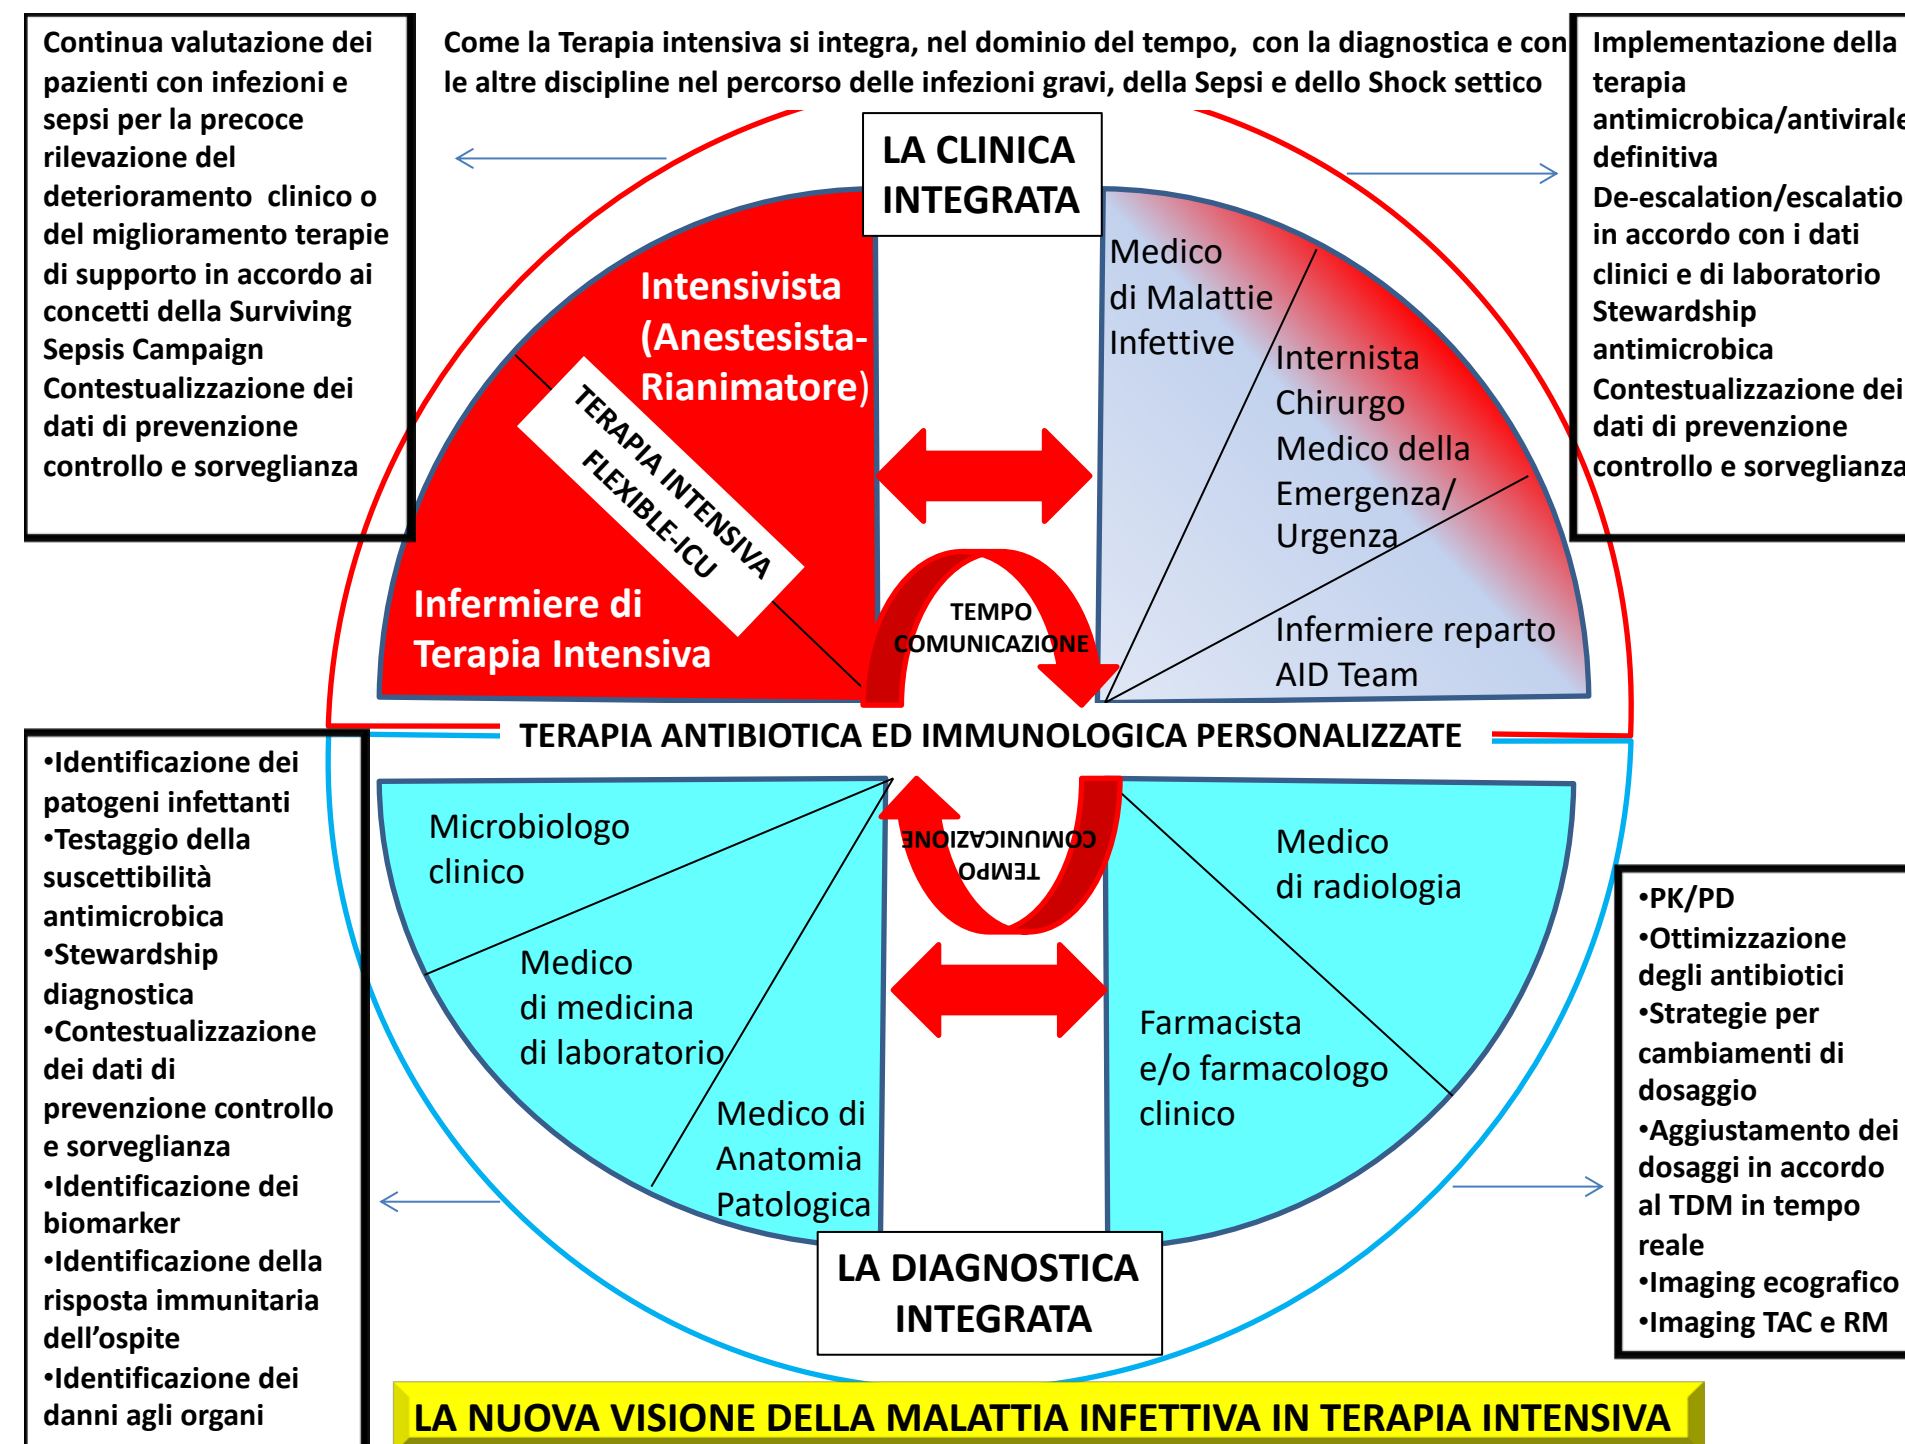 Come la Terapia intensiva si integra, nel dominio del tempo, con la diagnostica e con
le altre discipline nel percorso delle infezioni gravi, della Sepsi e dello Shock settico
Continua valutazione dei
pazienti con infezioni e
sepsi per la precoce
rilevazione del
deterioramento clinico o
del miglioramento terapie
di supporto in accordo ai
concetti della Surviving
Sepsis Campaign
Contestualizzazione dei
dati di prevenzione
controllo e sorveglianza
LA CLINICA
INTEGRATA
Implementazione della
terapia
antimicrobica/antivirale
definitiva
De-escalation/escalation
in accordo con i dati
clinici e di laboratorio
Stewardship
antimicrobica
Contestualizzazione dei
dati di prevenzione
controllo e sorveglianza
Intensivista
(Anestesista-
Rianimatore)
TERAPIA INTENSIVA
FLEXIBLE-ICU
Infermiere di
Terapia Intensiva
Medico
di Malattie
Infettive
Internista
Chirurgo
Medico della
Emergenza/
Urgenza
Infermiere reparto
AID Team
TEMPO
COMUNICAZIONE
TERAPIA ANTIBIOTICA ED IMMUNOLOGICA PERSONALIZZATE
•Identificazione dei
patogeni infettanti
•Testaggio della
suscettibilità
antimicrobica
•Stewardship
diagnostica
•Contestualizzazione
dei dati di
prevenzione controllo
e sorveglianza
•Identificazione dei
biomarker
•Identificazione della
risposta immunitaria
dell'ospite
•Identificazione dei
danni agli organi
Microbiologo
clinico
Medico
di medicina
di laboratorio
Medico di
Anatomia
Patologica
TEMPO
COMUNICAZIONE
Medico
di radiologia
Farmacista
e/o farmacologo
clinico
•PK/PD
•Ottimizzazione
degli antibiotici
•Strategie per
cambiamenti di
dosaggio
•Aggiustamento dei
dosaggi in accordo
al TDM in tempo
reale
•Imaging ecografico
•Imaging TAC e RM
LA DIAGNOSTICA
INTEGRATA
LA NUOVA VISIONE DELLA MALATTIA INFETTIVA IN TERAPIA INTENSIVA